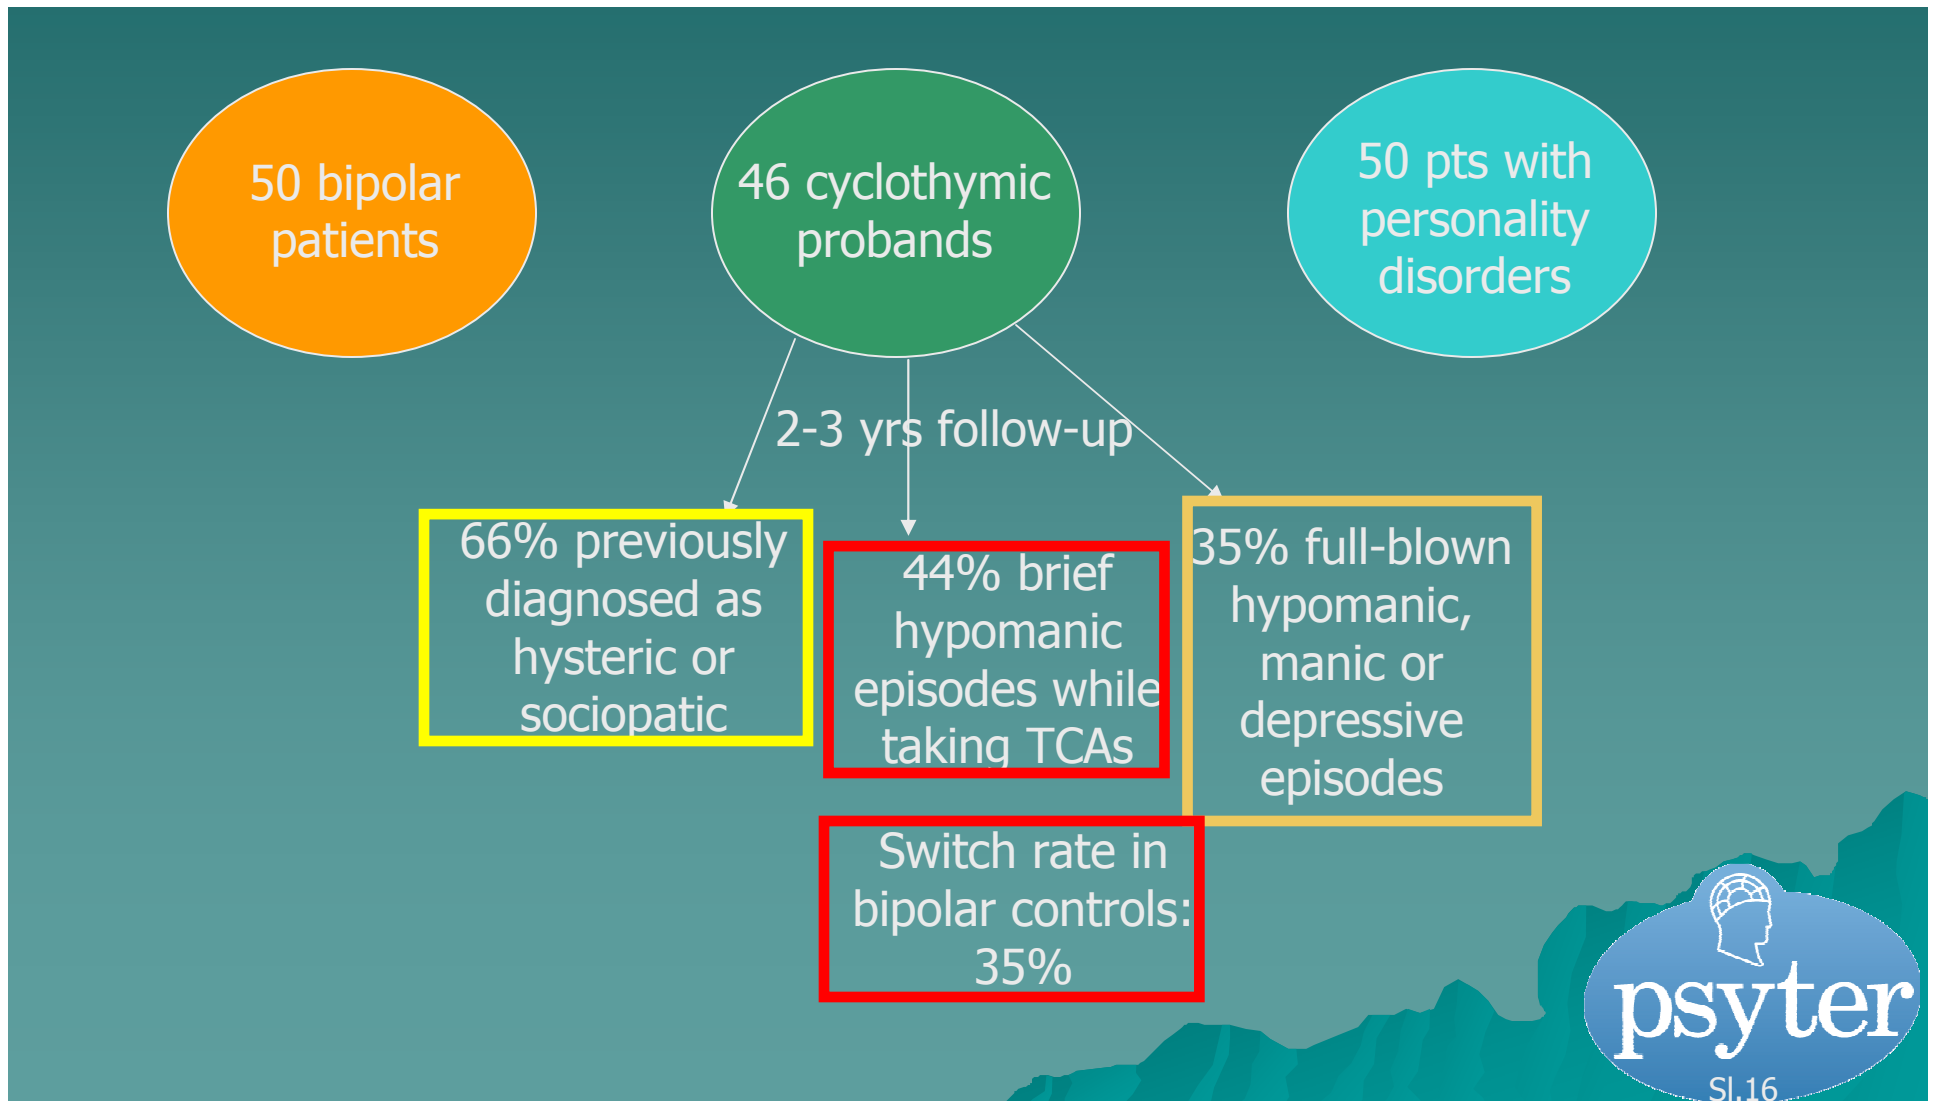 50 bipolar
patients
46 cyclothymic
probands
50 pts with
personality
disorders
2-3 yrs follow-up
66% previously
diagnosed as
hysteric or
sociopatic
44% brief
hypomanic
episodes while
taking TCAs
35% full-blown
hypomanic,
manic or
depressive
episodes
Switch rate in
bipolar controls:
35%
psyter
Sl.16